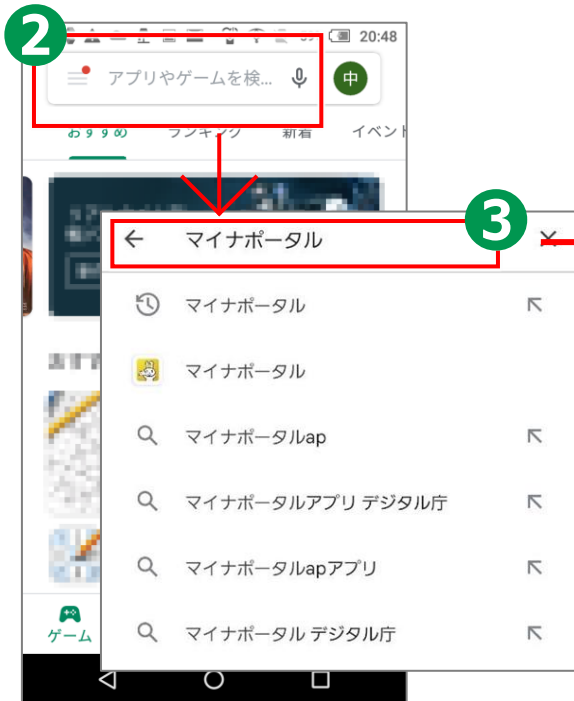 2
20:48
アプリやゲームを検...
中
おすすめ ランキング 新着 イベント
3
マイナポータル
マイナポータル
マイナポータル
マイナポータルap
マイナポータルアプリ デジタル庁
マイナポータルapアプリ
マイナポータル デジタル庁
ゲーム